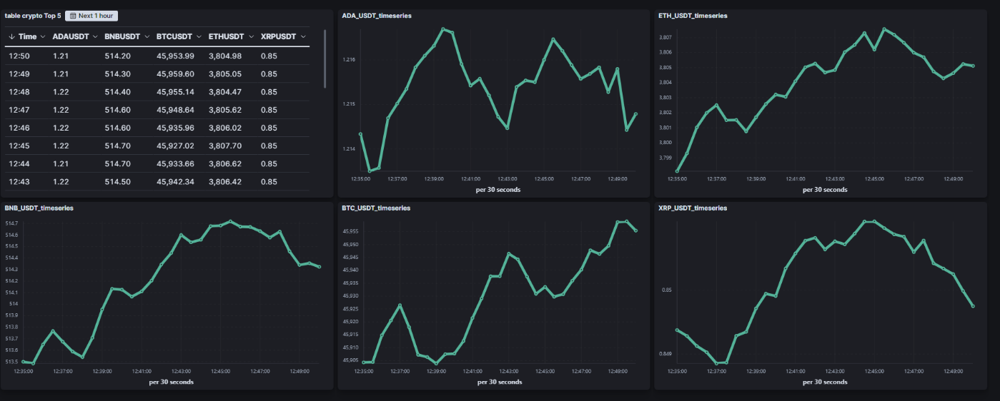 table crypto Top 5 Next 1 hour
Time ADAUSDT BNBUSDT BTCUSDT ETHUSDT XRPUSDT
12:50 1.21 514.20 45,953.99 3,804.98 0.85
12:49 1.21 514.30 45,959.60 3,805.05 0.85
12:48 1.22 514.40 45,955.14 3,804.47 0.85
12:47 1.22 514.60 45,948.64 3,805.62 0.85
12:46 1.22 514.60 45,935.96 3,806.02 0.85
12:45 1.22 514.70 45,927.02 3,807.70 0.85
12:44 1.21 514.70 45,933.66 3,806.62 0.85
12:43 1.21 514.50 45,942.34 3,806.42 0.85
ADA_USDT_timeseries
1.216
1.215
1.214
12:35:00 12:37:00 12:39:00 12:41:00 12:43:00 12:45:00 12:47:00 12:49:00
per 30 seconds
ETH_USDT_timeseries
3,807
3,806
3,805
3,804
3,803
3,802
3,801
3,800
3,799
12:35:00 12:37:00 12:39:00 12:41:00 12:43:00 12:45:00 12:47:00 12:49:00
per 30 seconds
BNB_USDT_timeseries
514.7
514.6
514.5
514.4
514.3
514.2
514.1
514
513.9
513.8
513.7
513.6
513.5
12:35:00 12:37:00 12:39:00 12:41:00 12:43:00 12:45:00 12:47:00 12:49:00
per 30 seconds
BTC_USDT_timeseries
45,955
45,950
45,945
45,940
45,935
45,930
45,925
45,920
45,915
45,910
45,905
12:35:00 12:37:00 12:39:00 12:41:00 12:43:00 12:45:00 12:47:00 12:49:00
per 30 seconds
XRP_USDT_timeseries
0.85
0.849
12:35:00 12:37:00 12:39:00 12:41:00 12:43:00 12:45:00 12:47:00 12:49:00
per 30 seconds